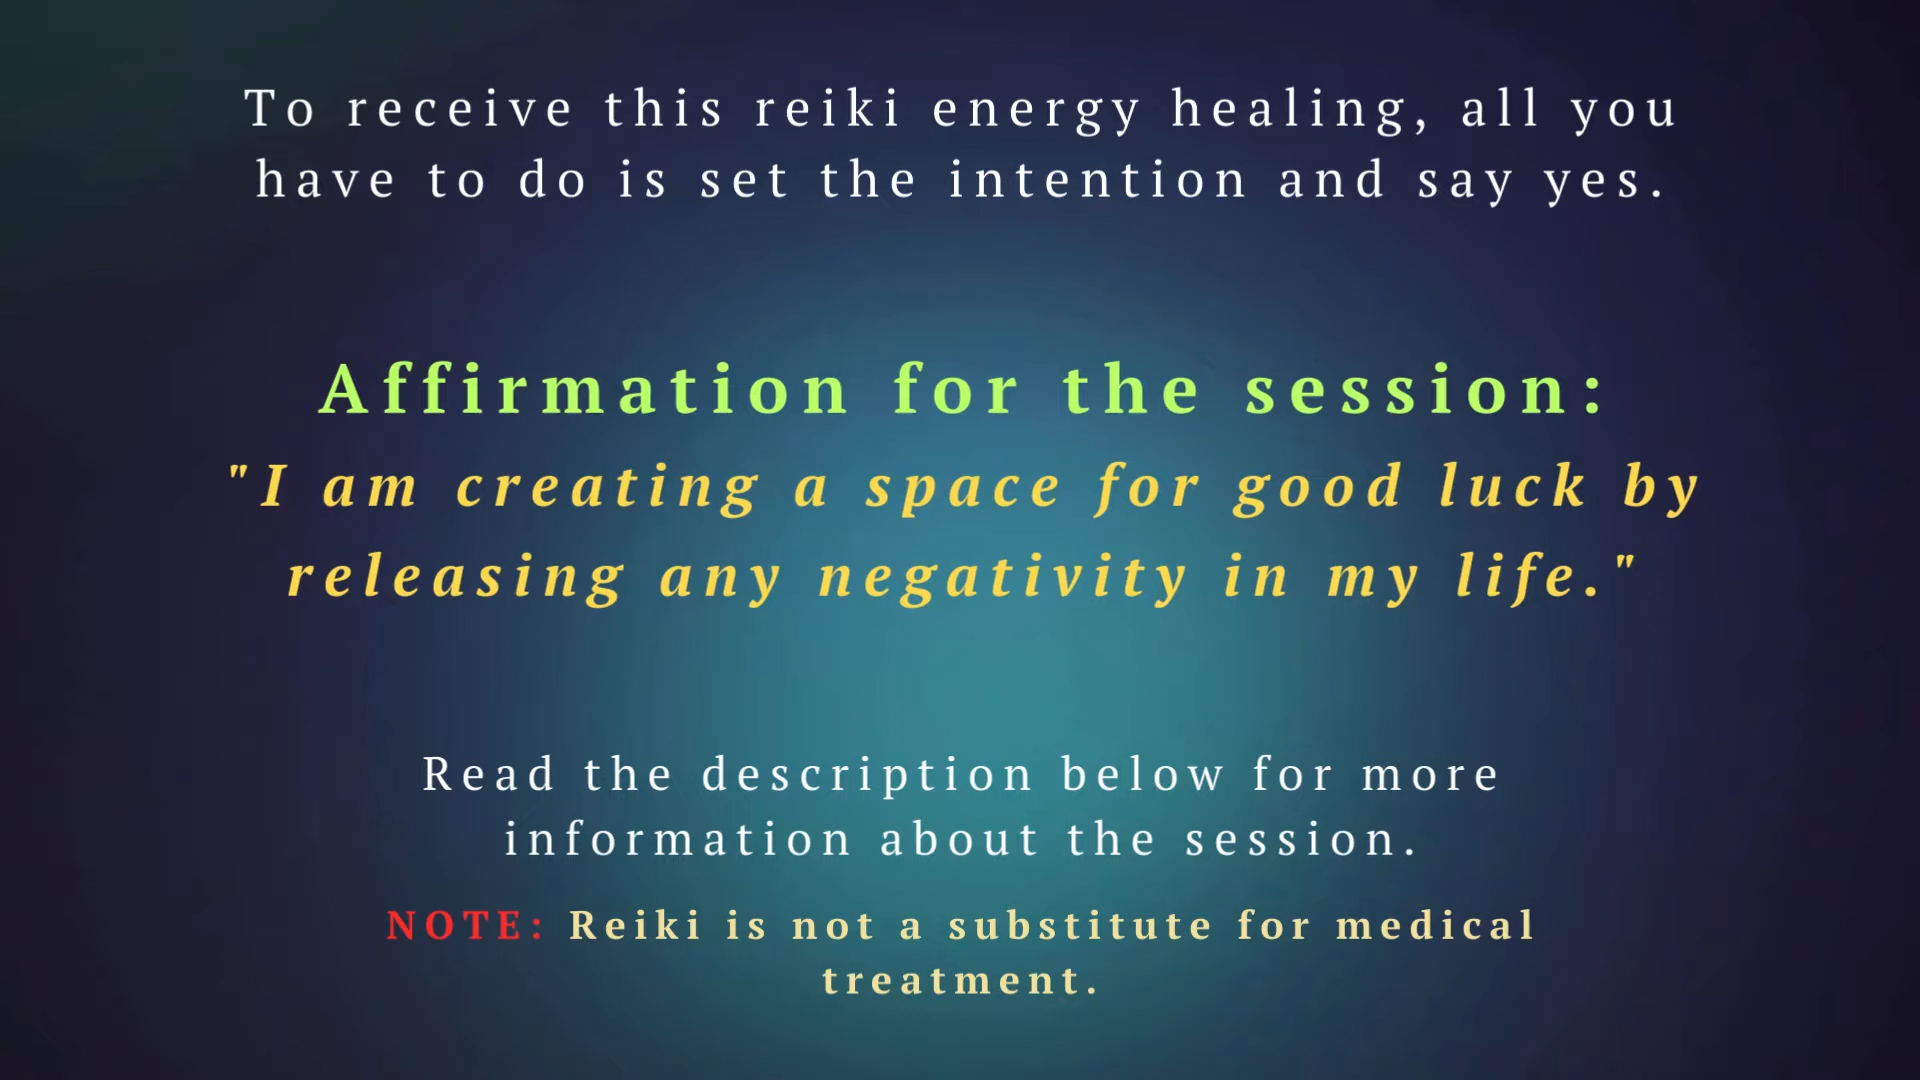 To receive this reiki energy healing, all you
have to do is set the intention and say yes.
Affirmation for the session:
"I am creating a space for good luck by
releasing any negativity in my life."
Read the description below for more
information about the session.
NOTE: Reiki is not a substitute for medical
treatment.